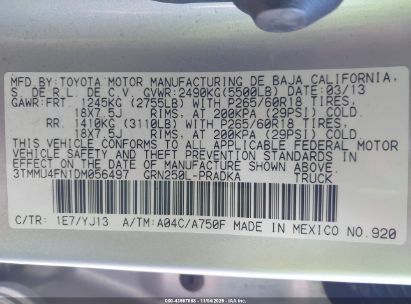 MFD. BY: TOYOTA MOTOR MANUFACTURING DE BAJA CALIFORNIA,
S. DE R.L. DE C.V. GVWR: 2490KG(5500LB) DATE: 03/13
GAWR: FRT. 1245KG (2755LB) WITH P265/60R18 TIRES,
18X7.5J RIMS, AT 200KPA (29PSI) COLD.
RR. 1410KG (3110LB) WITH P265/60R18 TIRES,
18X7.5J RIMS, AT 200KPA (29PSI) COLD.
THIS VEHICLE CONFORMS TO ALL APPLICABLE FEDERAL MOTOR
VEHICLE SAFETY STANDARDS IN EFFECT ON THE DATE OF
MANUFACTURE SHOWN ABOVE.
3TMMU4FN1DM056497 GRN250L-PRADKA TRUCK
C/TR: 1E7/YJ13 A/TM: A04C/A750F MADE IN MEXICO NO.920